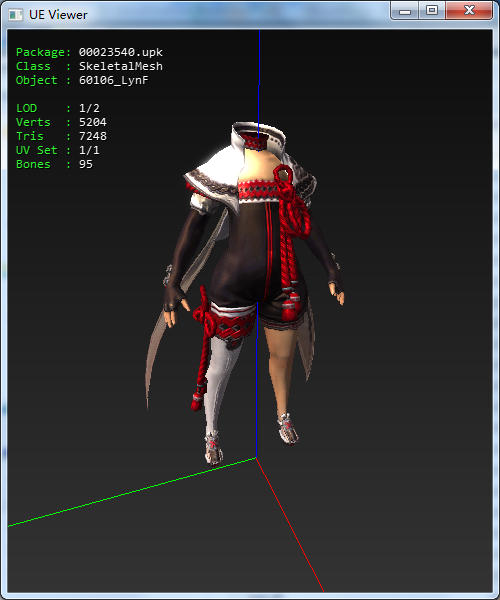 UE Viewer
Package: 00023540.upk
Class  : SkeletalMesh
Object : 60106_LynF
LOD    : 1/2
Verts  : 5204
Tris   : 7248
UV Set : 1/1
Bones  : 95